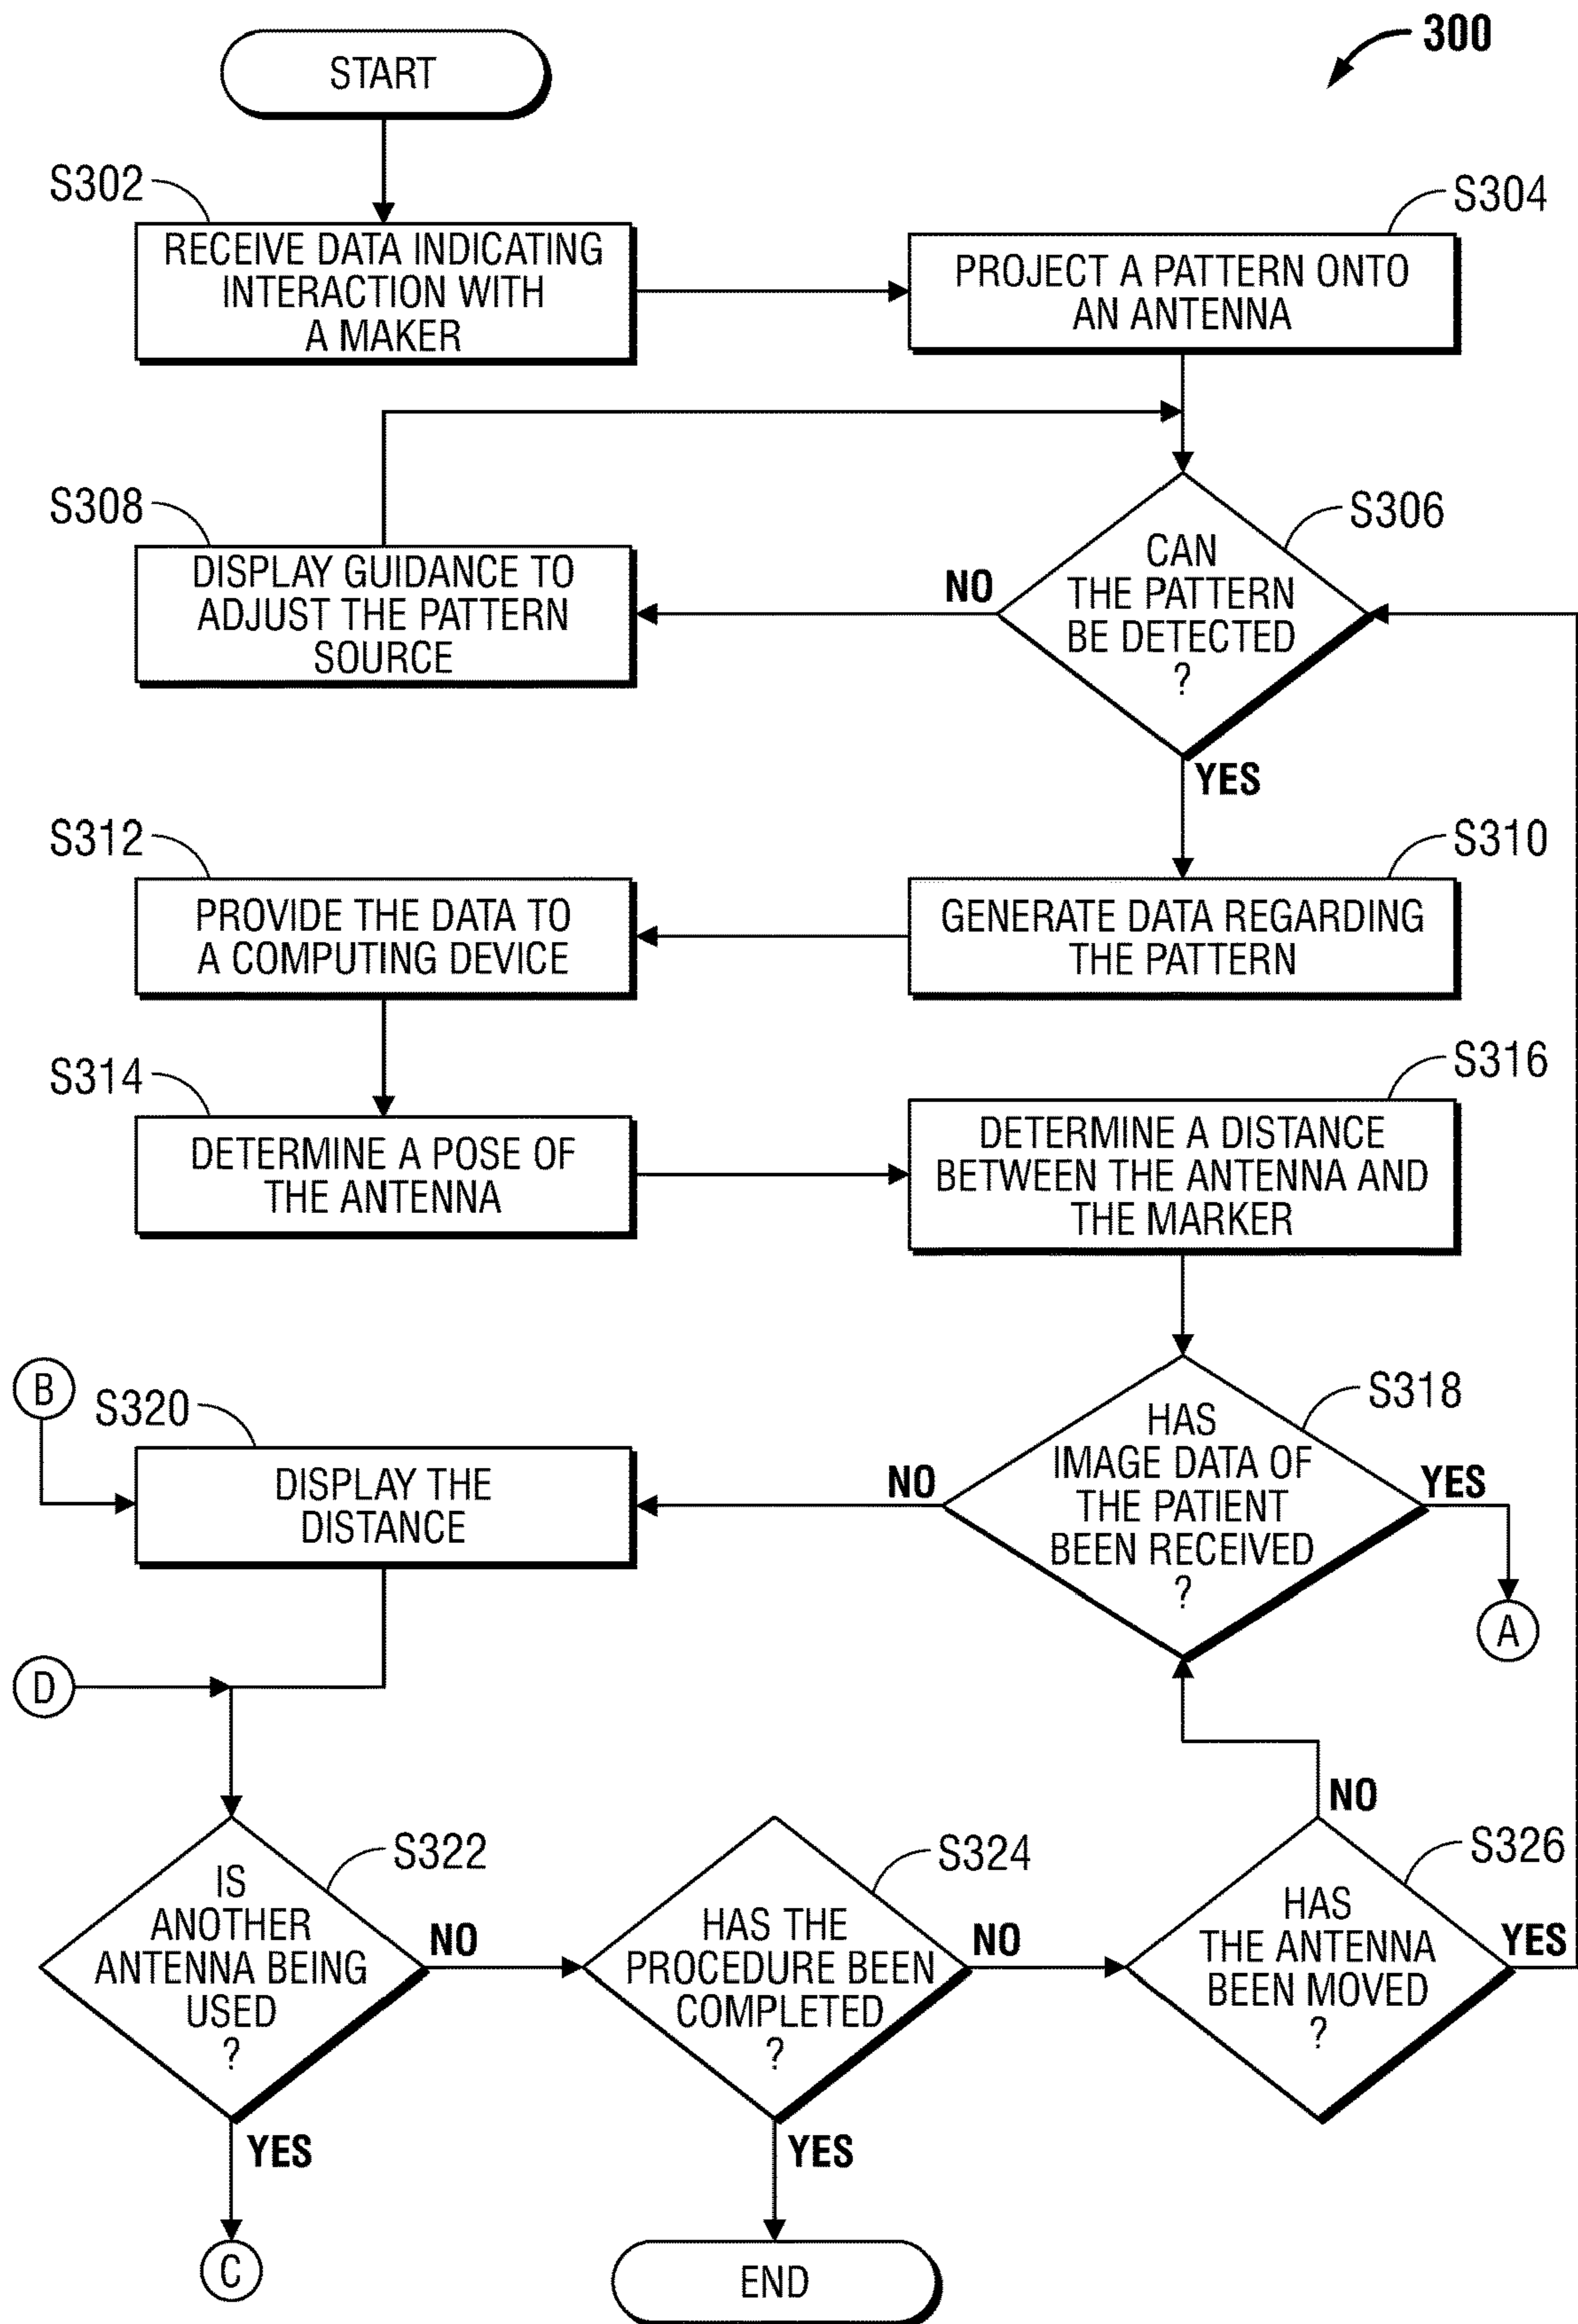 300
START
S302
RECEIVE DATA INDICATING
INTERACTION WITH
A MAKER
S304
PROJECT A PATTERN ONTO
AN ANTENNA
S306
CAN
THE PATTERN
BE DETECTED
?
NO
YES
S308
DISPLAY GUIDANCE TO
ADJUST THE PATTERN
SOURCE
S310
GENERATE DATA REGARDING
THE PATTERN
S312
PROVIDE THE DATA TO
A COMPUTING DEVICE
S314
DETERMINE A POSE OF
THE ANTENNA
S316
DETERMINE A DISTANCE
BETWEEN THE ANTENNA AND
THE MARKER
S318
HAS
IMAGE DATA OF
THE PATIENT
BEEN RECEIVED
?
NO
YES
A
B
S320
DISPLAY THE
DISTANCE
D
S322
IS
ANOTHER
ANTENNA BEING
USED
?
NO
YES
C
S324
HAS THE
PROCEDURE BEEN
COMPLETED
?
NO
YES
END
S326
HAS
THE ANTENNA
BEEN MOVED
?
NO
YES